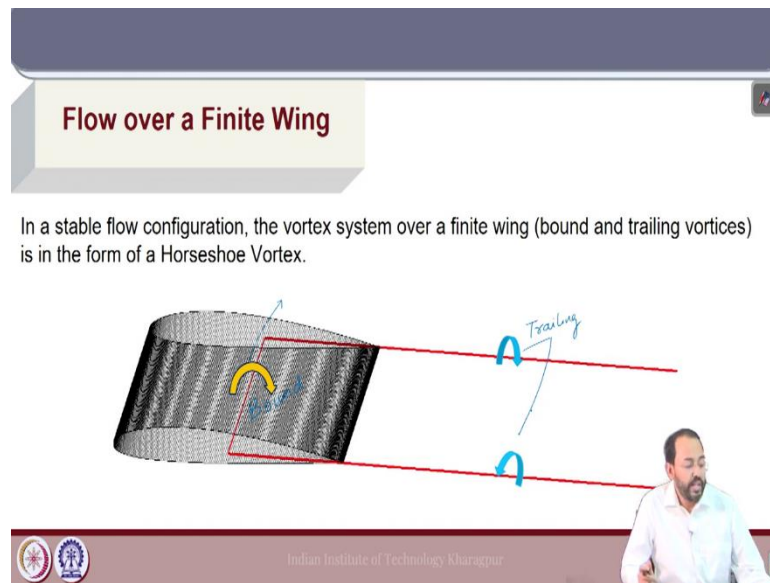 Flow over a Finite Wing
In a stable flow configuration, the vortex system over a finite wing (bound and trailing vortices)
is in the form of a Horseshoe Vortex.
Trailing
Bound
Indian Institute of Technology Kharagpur